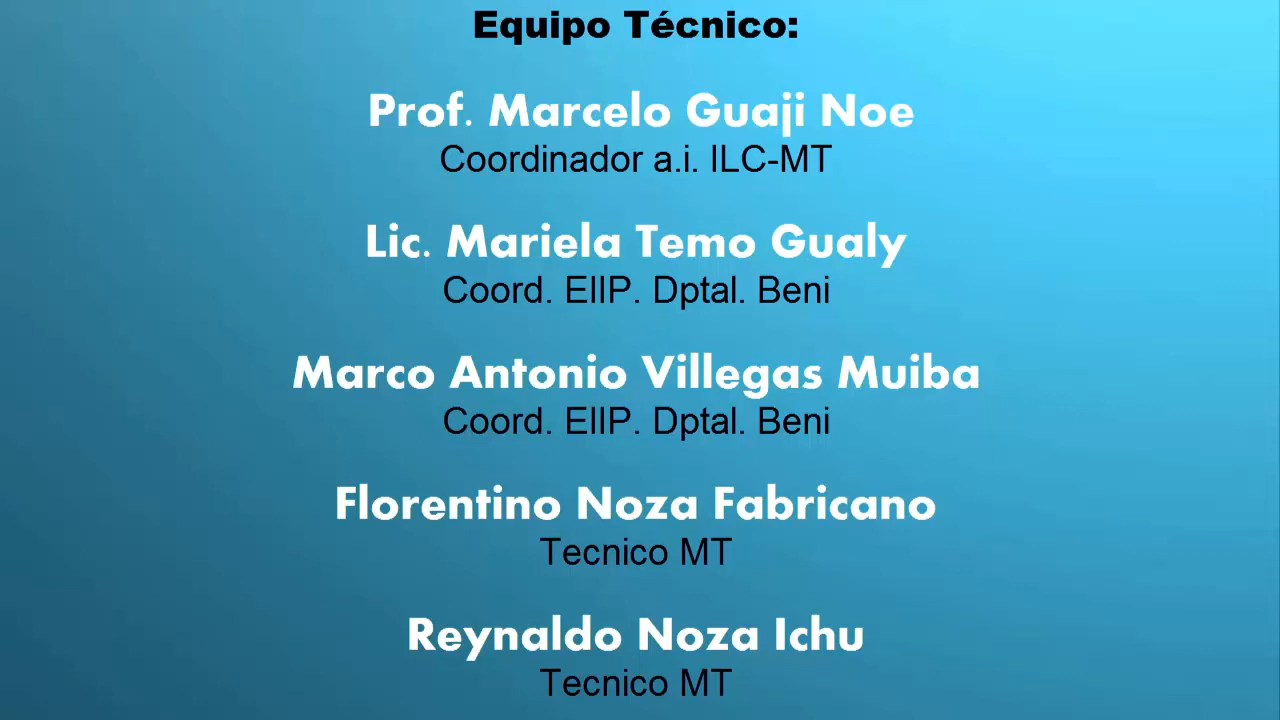 Equipo Técnico:
Prof. Marcelo Guaji Noe
Coordinador a.i. ILC-MT
Lic. Mariela Temo Gualy
Coord. EIIP. Dptal. Beni
Marco Antonio Villegas Muiba
Coord. EIIP. Dptal. Beni
Florentino Noza Fabricano
Tecnico MT
Reynaldo Noza Ichu
Tecnico MT